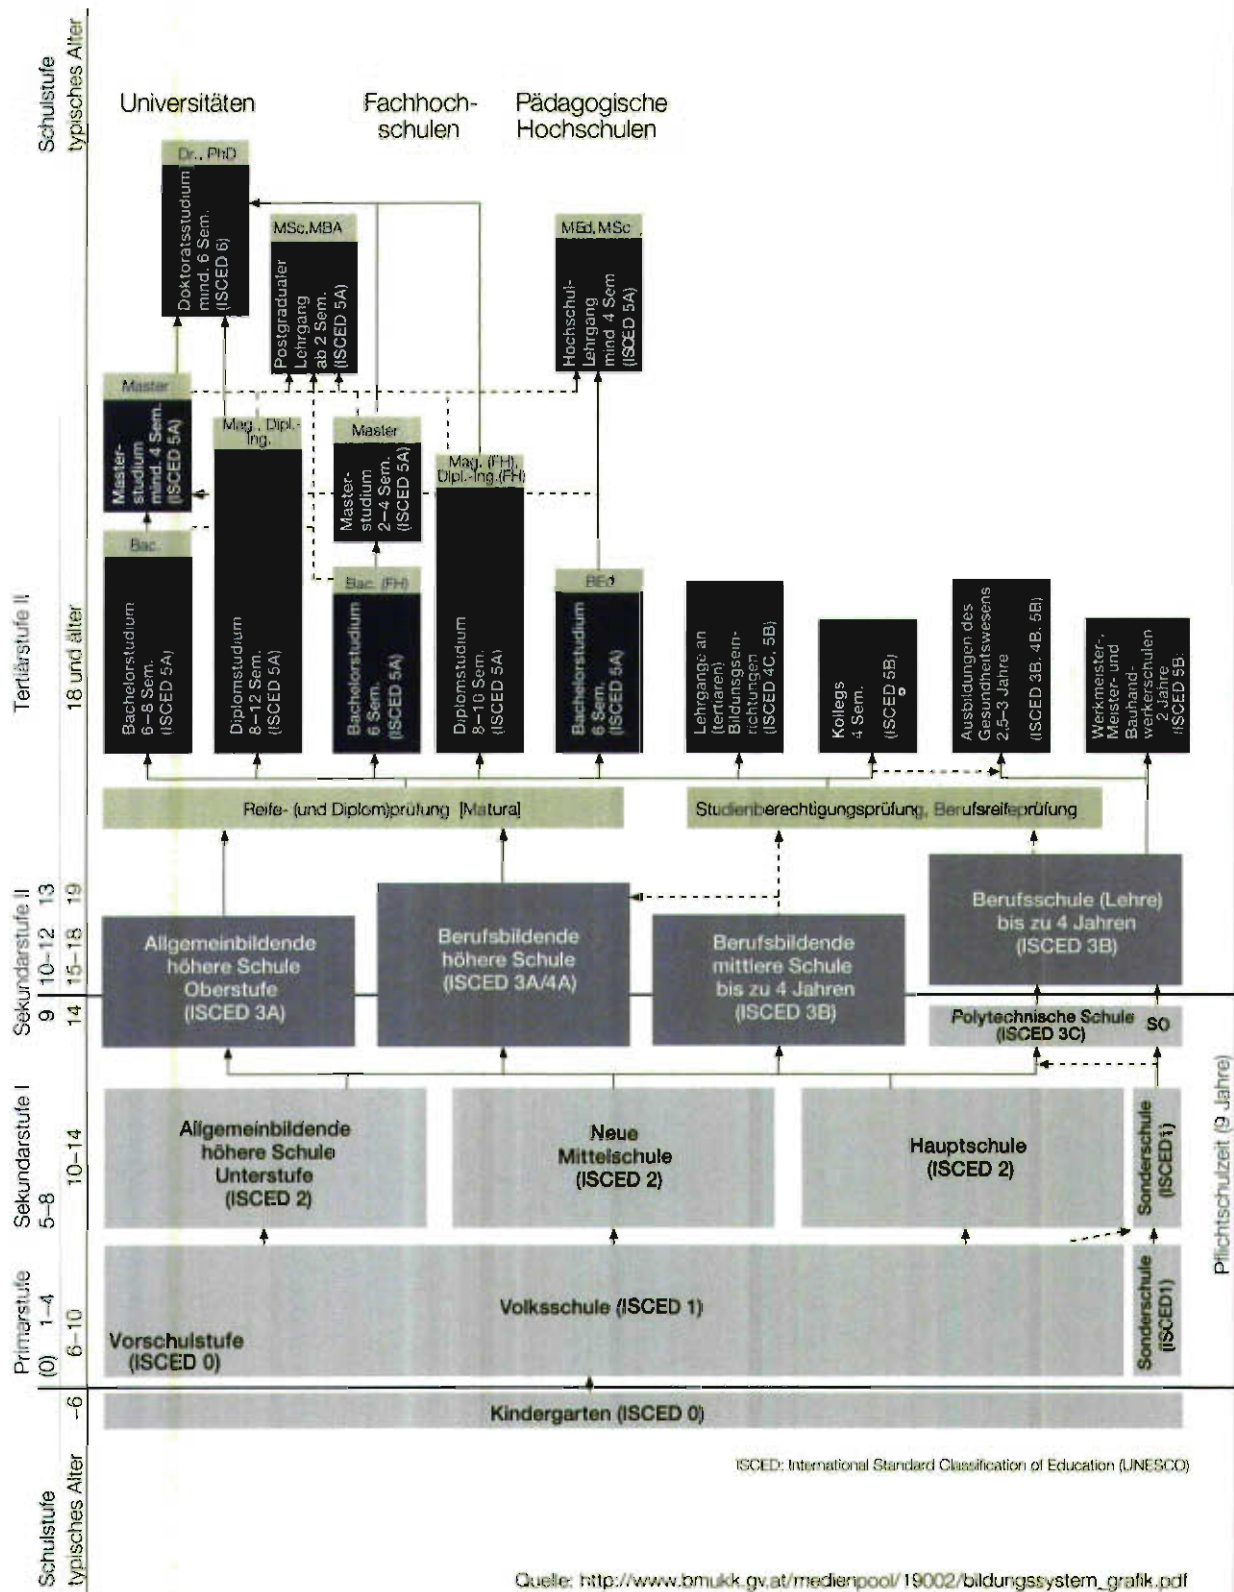 Schulstufe
typisches Alter
Universitäten
Fachhoch-
schulen
Pädagogische
Hochschulen
Dr., PhD
Doktoratsstudium
mind. 6 Sem.
(ISCED 6)
MSc, MBA
Postgradualer
Lehrgang
ab 2 Sem.
(ISCED 5A)
MEd, MSc
Hochschul-
Lehrgang
mind. 4 Sem
(ISCED 5A)
Master
Master-
studium
mind. 4 Sem.
(ISCED 5A)
Mag., Dipl.-
Ing.
Diplomstudium
8–12 Sem.
(ISCED 5A)
Master
Master-
studium
2–4 Sem.
(ISCED 5A)
Mag. (FH),
Dipl.-Ing.(FH)
Diplomstudium
8–10 Sem.
(ISCED 5A)
Bac.
Bachelorstudium
6–8 Sem.
(ISCED 5A)
Bac. (FH)
Bachelorstudium
6 Sem.
(ISCED 5A)
BEd
Bachelorstudium
6 Sem.
(ISCED 5A)
Lehrgänge an
(tertiären)
Bildungsein-
richtungen
(ISCED 4C, 5B)
Kollegs
4 Sem.
(ISCED 5B)
Ausbildungen des
Gesundheitswesens
2,5–3 Jahre
(ISCED 3B, 4B, 5B)
Werkmeister-,
Meister- und
Bauhand-
werkerschulen
2 Jahre
(ISCED 5B)
Tertiärstufe II
18 und älter
Reife- (und Diplom)prüfung [Matura]
Studienberechtigungsprüfung, Berufsreifeprüfung
Sekundarstufe II
9 10–12 13
14 15–18 19
Allgemeinbildende
höhere Schule
Oberstufe
(ISCED 3A)
Berufsbildende
höhere Schule
(ISCED 3A/4A)
Berufsbildende
mittlere Schule
bis zu 4 Jahren
(ISCED 3B)
Berufsschule (Lehre)
bis zu 4 Jahren
(ISCED 3B)
Polytechnische Schule
(ISCED 3C)
SO
Sekundarstufe I
5–8
10–14
Allgemeinbildende
höhere Schule
Unterstufe
(ISCED 2)
Neue
Mittelschule
(ISCED 2)
Hauptschule
(ISCED 2)
Sonderschule
(ISCED1)
Pflichtschulzeit (9 Jahre)
Primarstufe
(0) 1–4
6–10
Volksschule (ISCED 1)
Vorschulstufe
(ISCED 0)
Sonderschule
(ISCED1)
–6
Kindergarten (ISCED 0)
ISCED: International Standard Classification of Education (UNESCO)
Schulstufe
typisches Alter
Quelle: http://www.bmukk.gv.at/medienpool/19002/bildungssystem_grafik.pdf